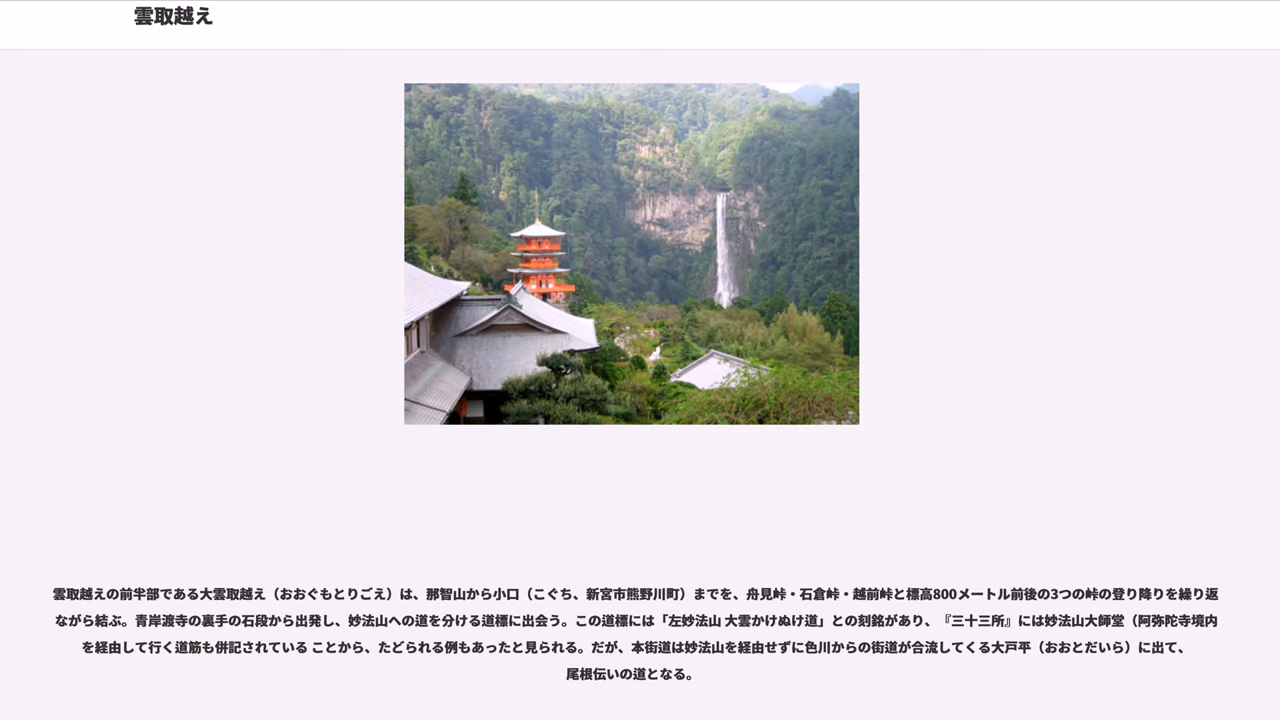 雲取越え
雲取越えの前半部である大雲取越え（おおぐもとりごえ）は、那智山から小口（こぐち、新宮市熊野川町）までを、舟見峠・石倉峠・越前峠と標高800メートル前後の3つの峠の登り降りを繰り返
ながら結ぶ。青岸渡寺の裏手の石段から出発し、妙法山への道を分ける道標に出会う。この道標には「左妙法山 大雲かけぬけ道」との刻銘があり、『三十三所』には妙法山大師堂（阿弥陀寺境内
を経由して行く道筋も併記されている ことから、たどられる例もあったと見られる。だが、本街道は妙法山を経由せずに色川からの街道が合流してくる大戸平（おおとだいら）に出て、
尾根伝いの道となる。